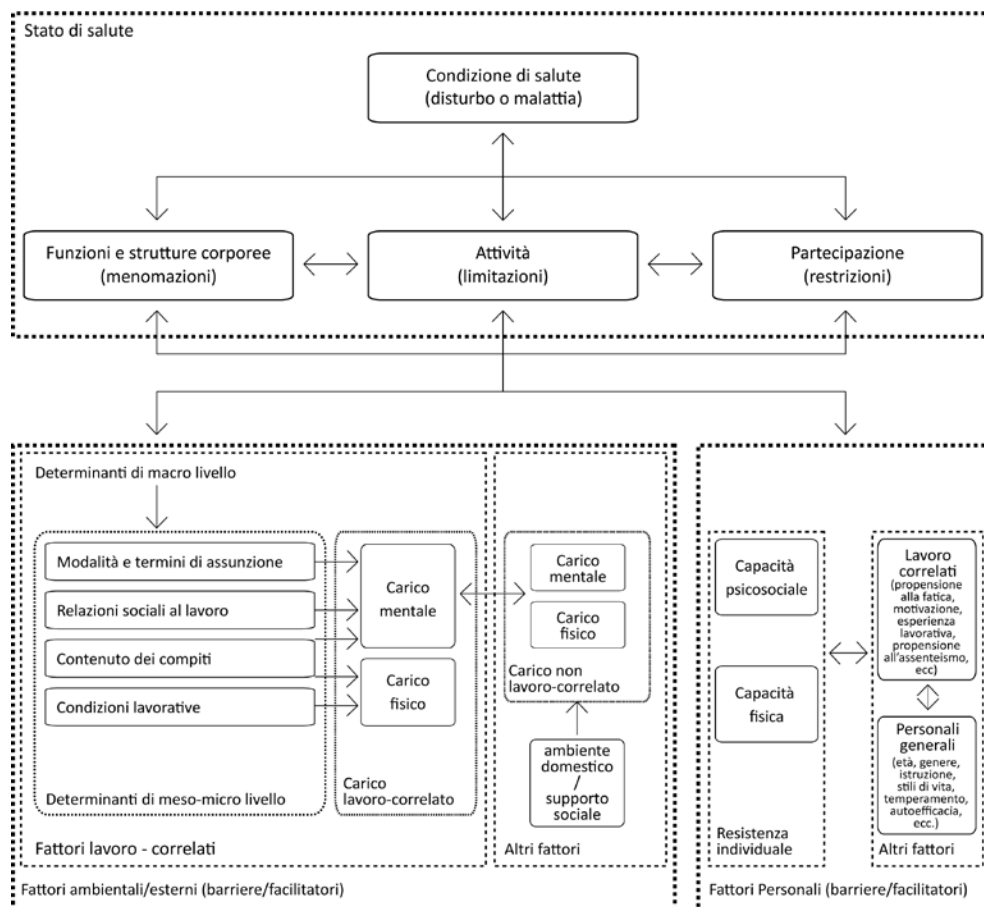 Stato di salute
Condizione di salute
(disturbo o malattia)
Funzioni e strutture corporee
(menomazioni)
Attività
(limitazioni)
Partecipazione
(restrizioni)
Determinanti di macro livello
Modalità e termini di assunzione
Relazioni sociali al lavoro
Contenuto dei compiti
Condizioni lavorative
Determinanti di meso-micro livello
Carico
mentale
Carico
fisico
Carico
lavoro-correlato
Fattori lavoro - correlati
Carico
mentale
Carico
fisico
Carico non
lavoro-correlato
ambiente
domestico
/
supporto
sociale
Altri fattori
Fattori ambientali/esterni (barriere/facilitatori)
Capacità
psicosociale
Capacità
fisica
Resistenza
individuale
Lavoro
correlati
(propensione
alla fatica,
motivazione,
esperienza
lavorativa,
propensione
all'assenteismo,
ecc)
Personali
generali
(età, genere,
istruzione,
stili di vita,
temperamento,
autoefficacia,
ecc.)
Altri fattori
Fattori Personali (barriere/facilitatori)